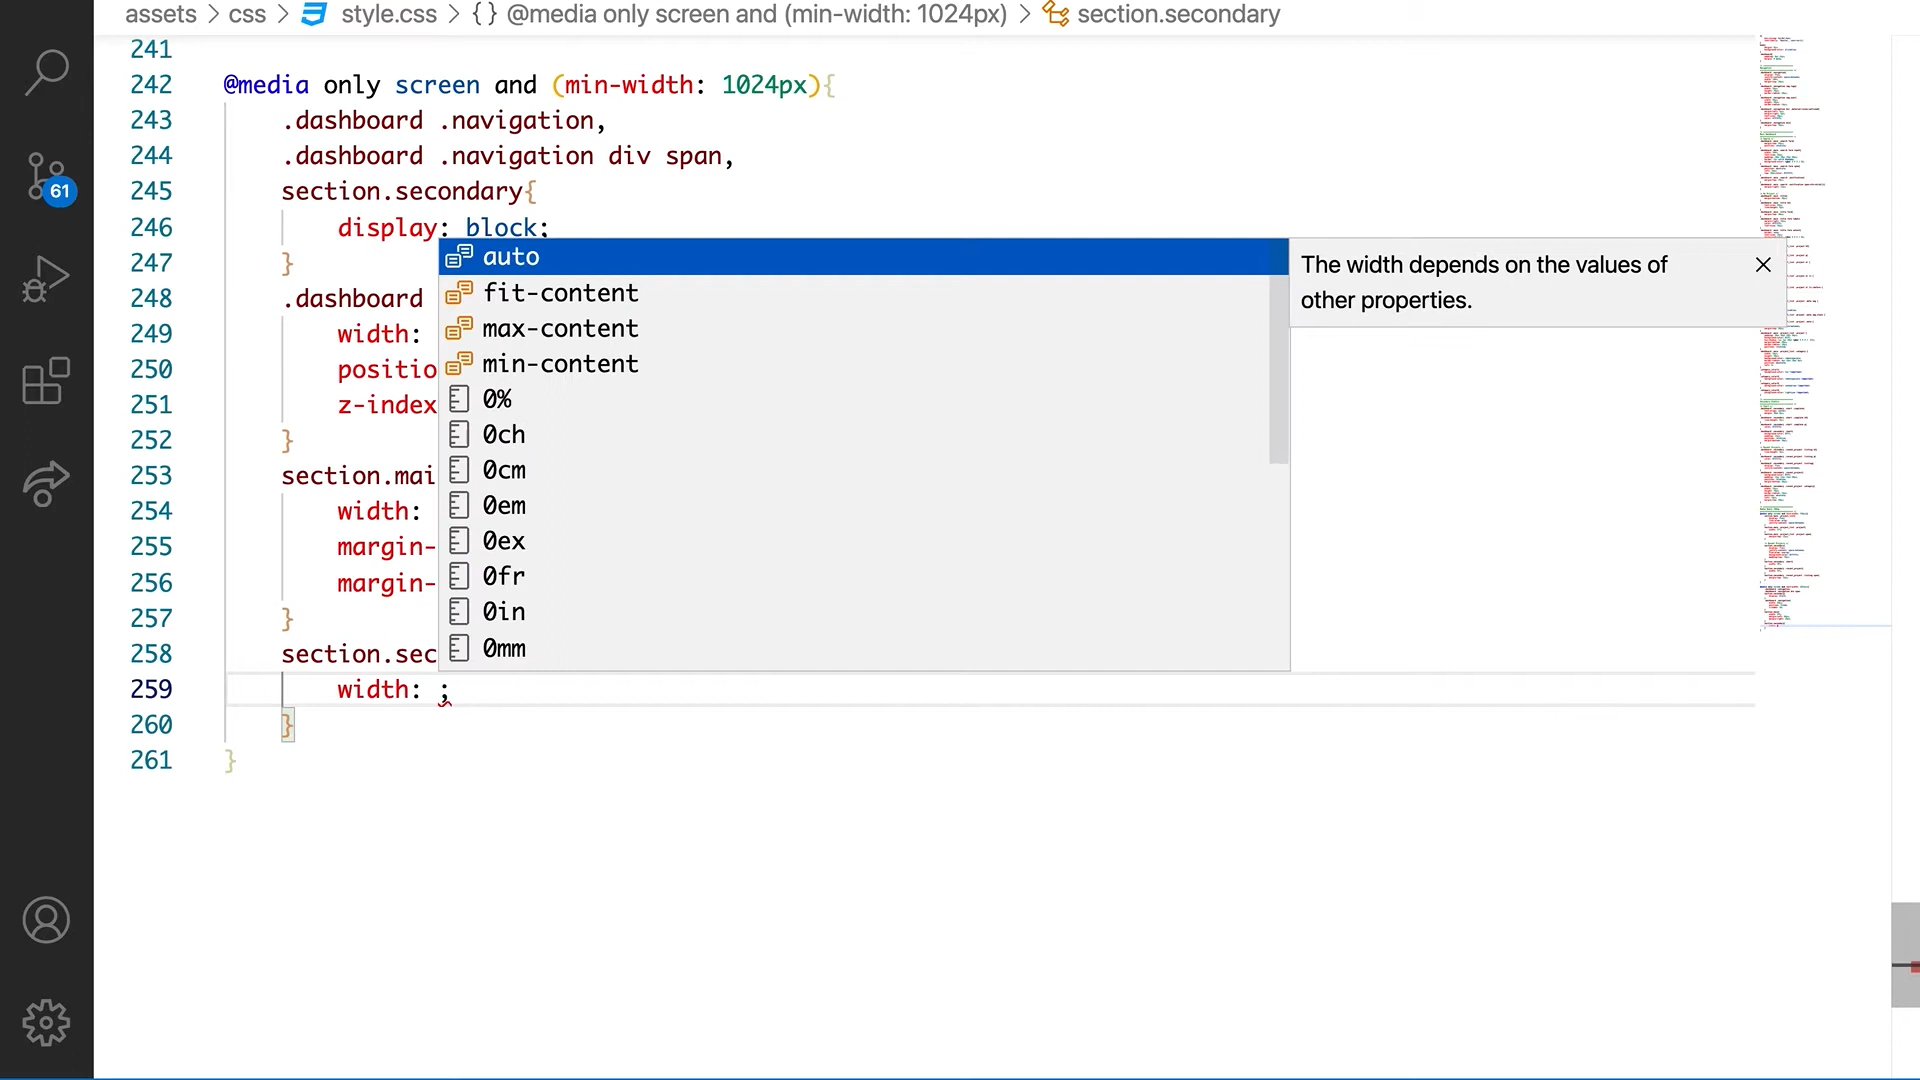 assets > css > style.css > {} @media only screen and (min-width: 1024px) > section.secondary
241
242 @media only screen and (min-width: 1024px){
243 .dashboard .navigation,
244 .dashboard .navigation div span,
245 section.secondary{
246 display: block;
247 }
248 .dashboard
249 width:
250 positio
251 z-index
252 }
253 section.mai
254 width:
255 margin-
256 margin-
257 }
258 section.sec
259 width: ;
260 }
261 }
auto
fit-content
max-content
min-content
0%
0ch
0cm
0em
0ex
0fr
0in
0mm
The width depends on the values of
other properties.
61